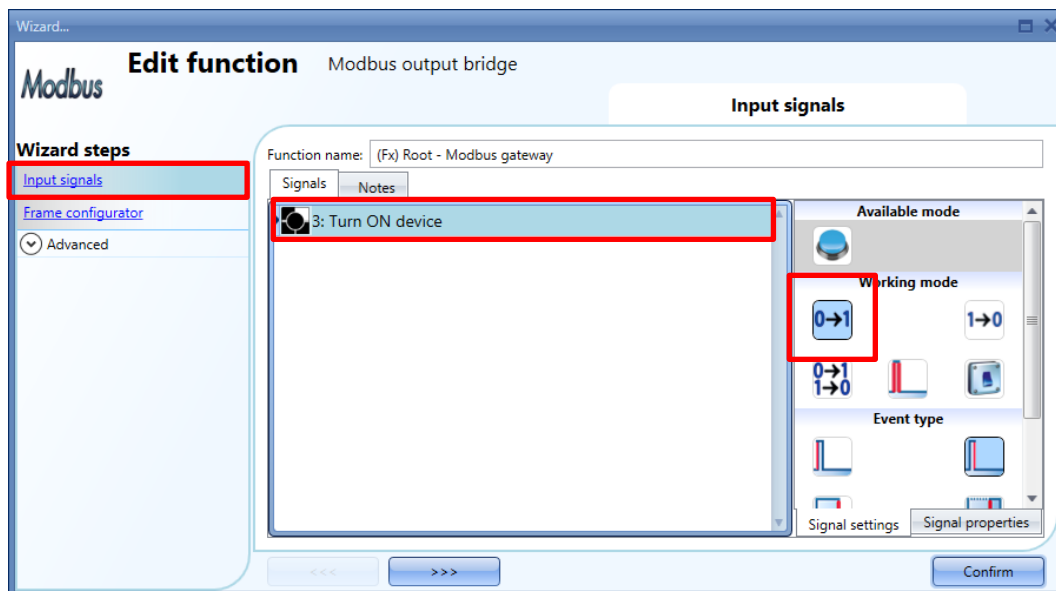 Wizard...
Modbus
Edit function Modbus output bridge
Input signals
Wizard steps
Input signals
Frame configurator
Advanced
Function name: (Fx) Root - Modbus gateway
Signals Notes
3: Turn ON device
Available mode
Working mode
0→1 1→0
0→1
1→0
Event type
Signal settings Signal properties
<<< >>> Confirm